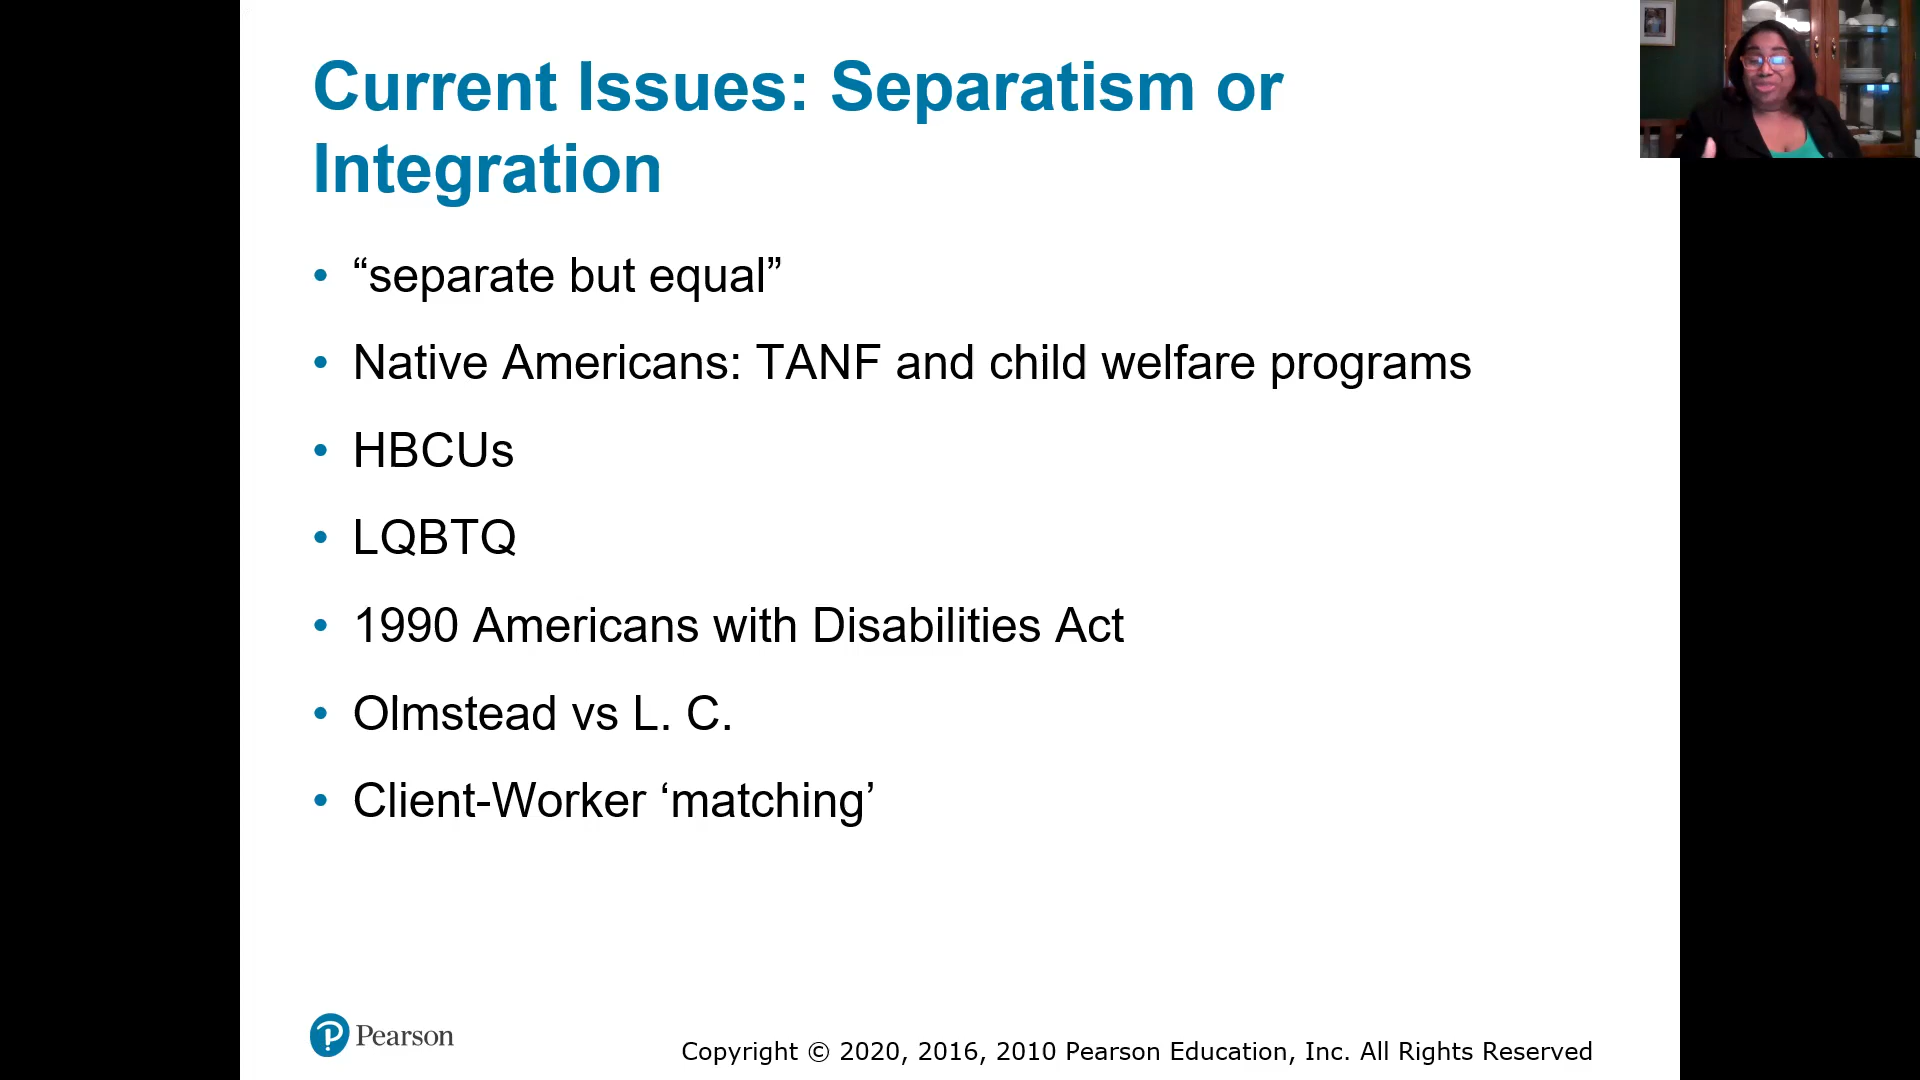 Current Issues: Separatism or
Integration
• “separate but equal”
• Native Americans: TANF and child welfare programs
• HBCUs
• LQBTQ
• 1990 Americans with Disabilities Act
• Olmstead vs L. C.
• Client-Worker ‘matching’
Pearson
Copyright © 2020, 2016, 2010 Pearson Education, Inc. All Rights Reserved